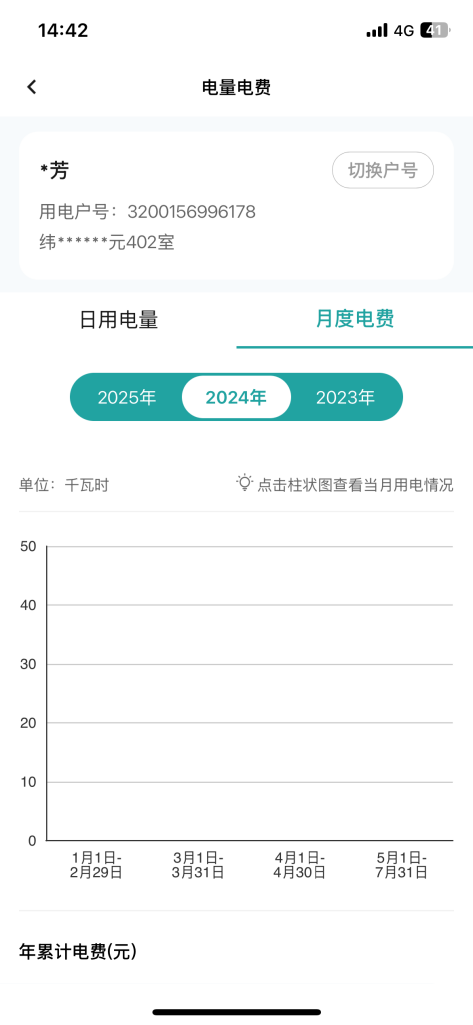 14:42
4G 41
电量电费
*芳
切换户号
用电户号：3200156996178
纬******元402室
日用电量
月度电费
2025年
2024年
2023年
单位：千瓦时
点击柱状图查看当月用电情况
50
40
30
20
10
0
1月1日-
2月29日
3月1日-
3月31日
4月1日-
4月30日
5月1日-
7月31日
年累计电费(元)